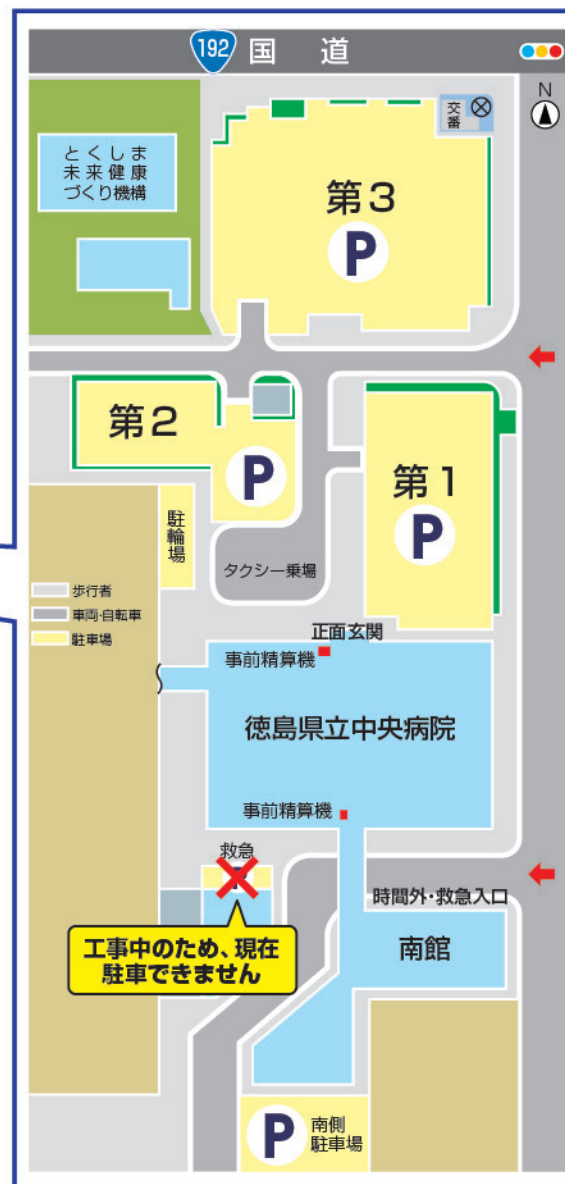 192 国道
N
とくしま
未来健康
づくり機構
交番
第3
P
第2
P
第1
P
駐輪場
タクシー乗場
歩行者
車両・自転車
駐車場
正面玄関
事前精算機
徳島県立中央病院
事前精算機
救急
P
時間外・救急入口
工事中のため、現在
駐車できません
南館
P
南側
駐車場